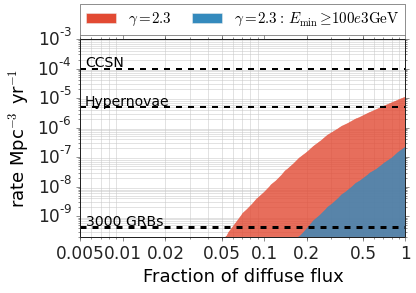 γ = 2.3 γ = 2.3 : E_min ≥ 100e3GeV
10^-3
10^-4
10^-5
10^-6
10^-7
10^-8
10^-9
rate Mpc^-3 yr^-1
CCSN
Hypernovae
3000 GRBs
0.005 0.01 0.02 0.05 0.1 0.2 0.5 1
Fraction of diffuse flux